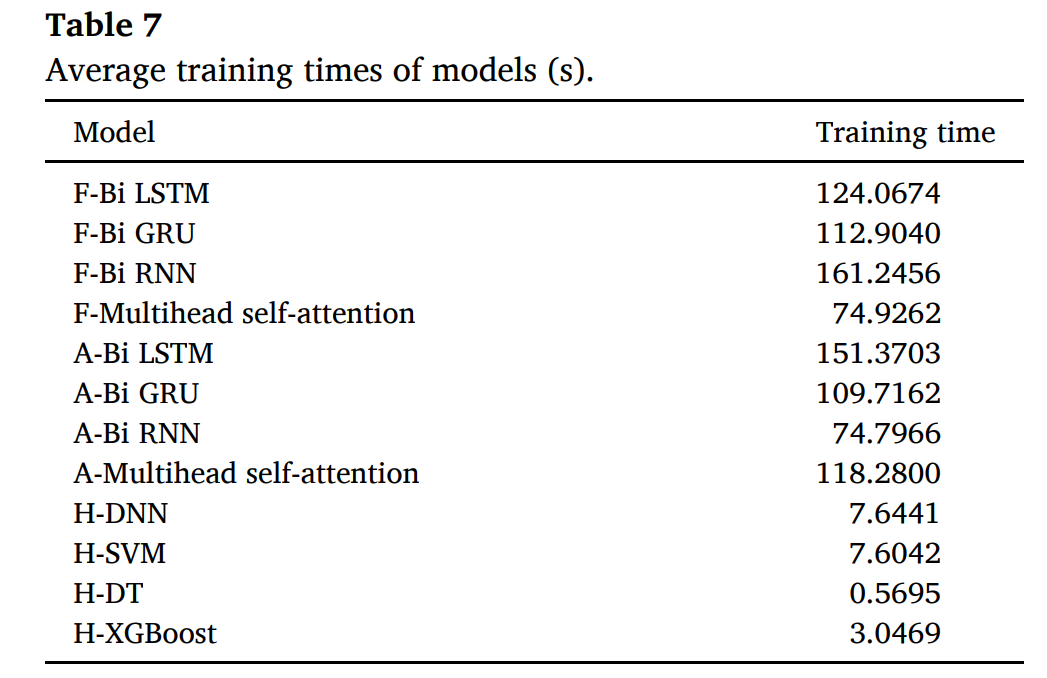 Table 7
Average training times of models (s).
Model Training time
F-Bi LSTM 124.0674
F-Bi GRU 112.9040
F-Bi RNN 161.2456
F-Multihead self-attention 74.9262
A-Bi LSTM 151.3703
A-Bi GRU 109.7162
A-Bi RNN 74.7966
A-Multihead self-attention 118.2800
H-DNN 7.6441
H-SVM 7.6042
H-DT 0.5695
H-XGBoost 3.0469